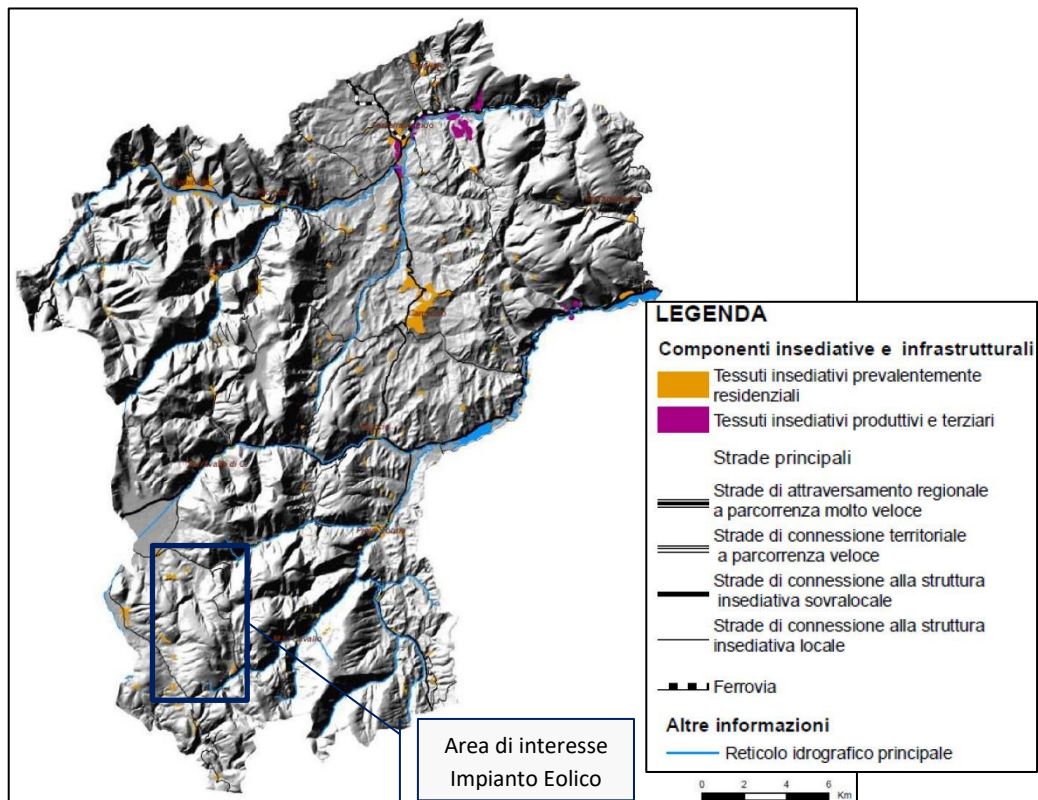 LEGENDA
Componenti insediative e infrastrutturali
Tessuti insediativi prevalentemente
residenziali
Tessuti insediativi produttivi e terziari
Strade principali
Strade di attraversamento regionale
a parcorrenza molto veloce
Strade di connessione territoriale
a parcorrenza veloce
Strade di connessione alla struttura
insediativa sovralocale
Strade di connessione alla struttura
insediativa locale
Ferrovia
Altre informazioni
Reticolo idrografico principale
0 2 4 6
Km
Area di interesse
Impianto Eolico